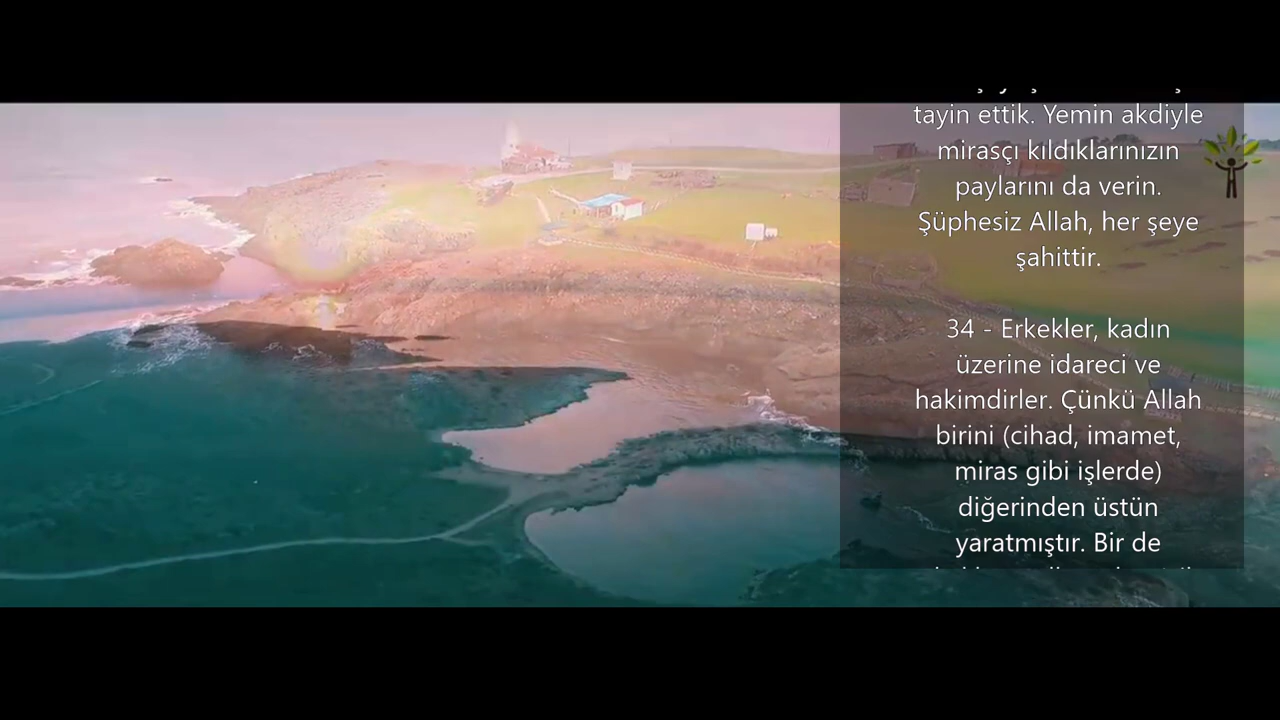 tayin ettik. Yemin akdiyle
mirasçı kıldıklarınızın
paylarını da verin.
Şüphesiz Allah, her şeye
şahittir.
34 - Erkekler, kadın
üzerine idareci ve
hakimdirler. Çünkü Allah
birini (cihad, imamet,
miras gibi işlerde)
diğerinden üstün
yaratmıştır. Bir de